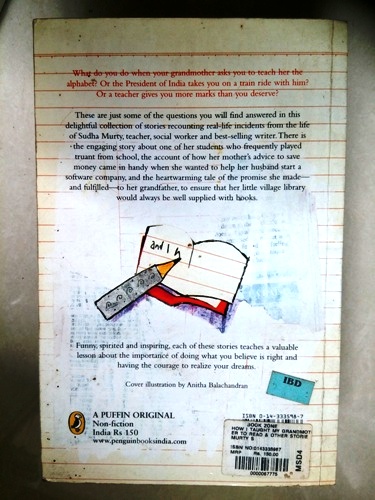 What do you do when your grandmother asks you to teach her the
alphabet? Or the President of India takes you on a train ride with him?
Or a teacher gives you more marks than you deserve?
These are just some of the questions you will find answered in this
delightful collection of stories recounting real-life incidents from the life
of Sudha Murty, teacher, social worker and best-selling writer. There is
the engaging story about one of her students who frequently played
truant from school, the account of how her mother's advice to save
money came in handy when she wanted to help her husband start a
software company, and the heartwarming tale of the promise she made—
and fulfilled—to her grandfather, to ensure that her little village library
would always be well supplied with books.
and I h
Funny, spirited and inspiring, each of these stories teaches a valuable
lesson about the importance of doing what you believe is right and
having the courage to realize your dreams.
Cover illustration by Anitha Balachandran
IBD
A PUFFIN ORIGINAL
Non-fiction
India Rs 150
www.penguinbooksindia.com
ISBN 0-14-333598-7
BOOK ZONE
HOW I TAUGHT MY GRANDMOT
ER TO READ & OTHER STORIE
MURTY S.
ISBN NO:0143335987
MRP Rs. 150.00
MSD4
0000067775